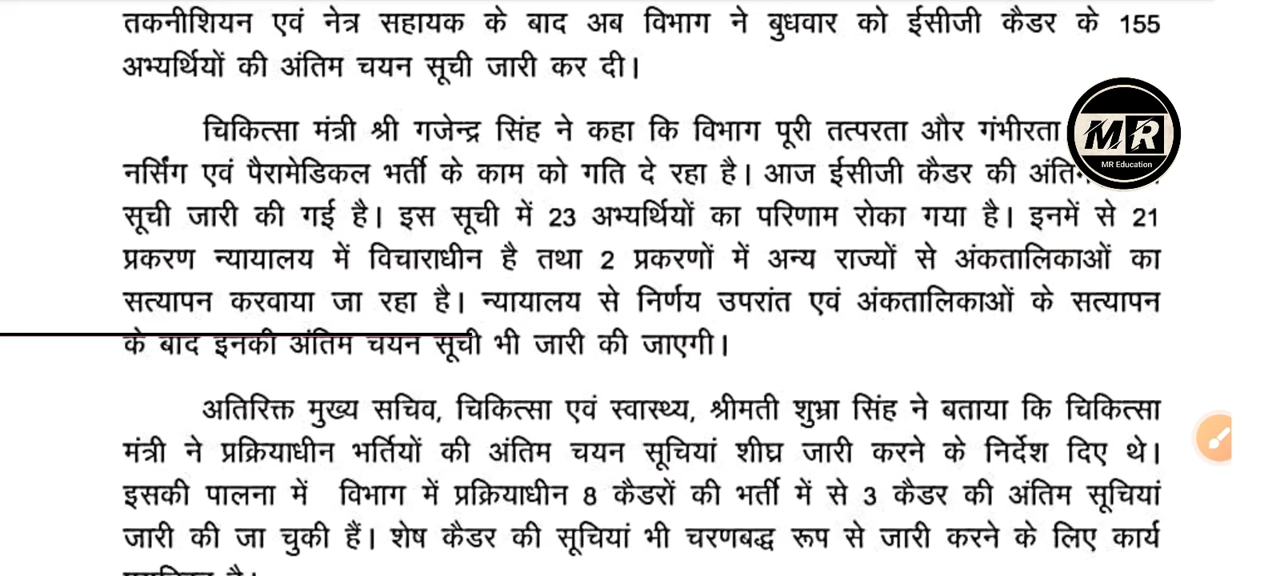 तकनीशियन एवं नेत्र सहायक के बाद अब विभाग ने बुधवार को ईसीजी कैडर के 155
अभ्यर्थियों की अंतिम चयन सूची जारी कर दी।
चिकित्सा मंत्री श्री गजेन्द्र सिंह ने कहा कि विभाग पूरी तत्परता और गंभीरता
MR
MR Education
नर्सिंग एवं पैरामेडिकल भर्ती के काम को गति दे रहा है। आज ईसीजी कैडर की
सूची जारी की गई है। इस सूची में 23 अभ्यर्थियों का परिणाम रोका गया है। इनमें से 21
प्रकरण न्यायालय में विचाराधीन है तथा 2 प्रकरणों में अन्य राज्यों से अंकतालिकाओं का
सत्यापन करवाया जा रहा है। न्यायालय से निर्णय उपरांत एवं अंकतालिकाओं के सत्यापन
के बाद इनकी अंतिम चयन सूची भी जारी की जाएगी।
अतिरिक्त मुख्य सचिव, चिकित्सा एवं स्वास्थ्य, श्रीमती शुभ्रा सिंह ने बताया कि चिकित्सा
मंत्री ने प्रक्रियाधीन भर्तियों की अंतिम चयन सूचियां शीघ्र जारी करने के निर्देश दिए थे।
इसकी पालना में विभाग में प्रक्रियाधीन 8 कैडरों की भर्ती में से 3 कैडर की अंतिम सूचियां
जारी की जा चुकी हैं। शेष कैडर की सूचियां भी चरणबद्ध रूप से जारी करने के लिए कार्य